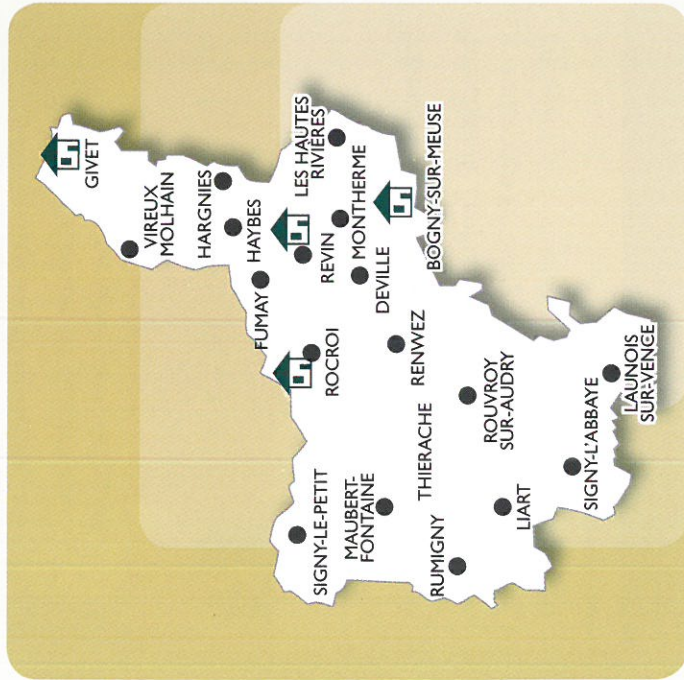 GIVET
VIREUX
MOLHAIN
HARGNIES
HAYBES
FUMAY
LES HAUTES
RIVIÈRES
REVIN
MONTHERME
DEVILLE
BOGNY-SUR-MEUSE
ROCROI
RENWEZ
SIGNY-LE-PETIT
MAUBERT-
FONTAINE
THIERACHE
ROUVROY
SUR-AUDRY
RUMIGNY
LIART
SIGNY-L'ABBAYE
LAUNOIS
SUR-VENCE